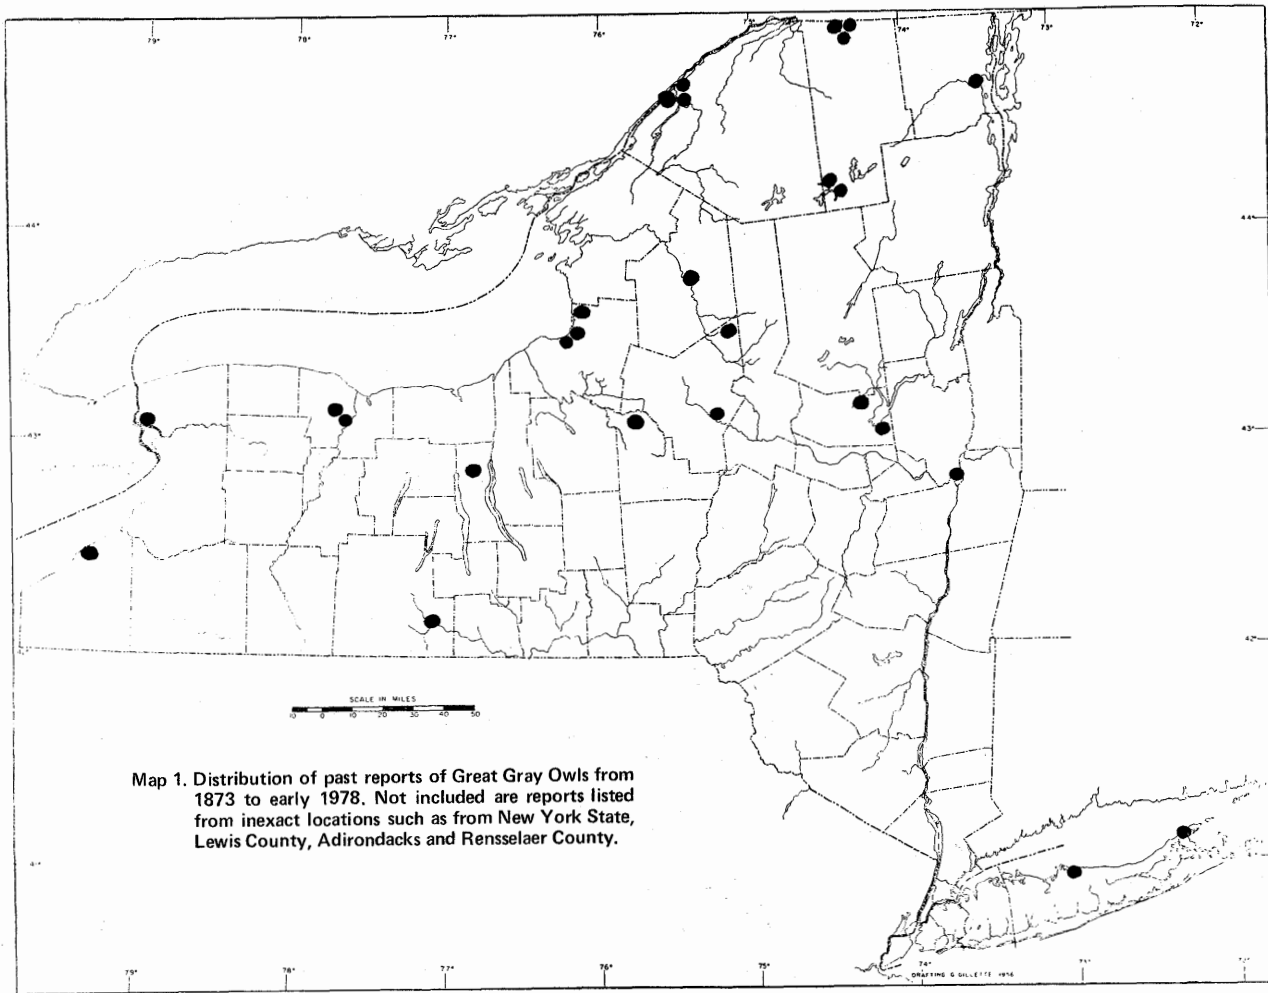 79° 78° 77° 76° 75° 74° 73° 72°
44° 44°
43° 43°
42° 42°
SCALE IN MILES
10 0 10 20 30 40 50
Map 1. Distribution of past reports of Great Gray Owls from
1873 to early 1978. Not included are reports listed
from inexact locations such as from New York State,
Lewis County, Adirondacks and Rensselaer County.
41°
79° 78° 77° 76° 75° 74° 73°
DRAFTING G GILLETTE 1956